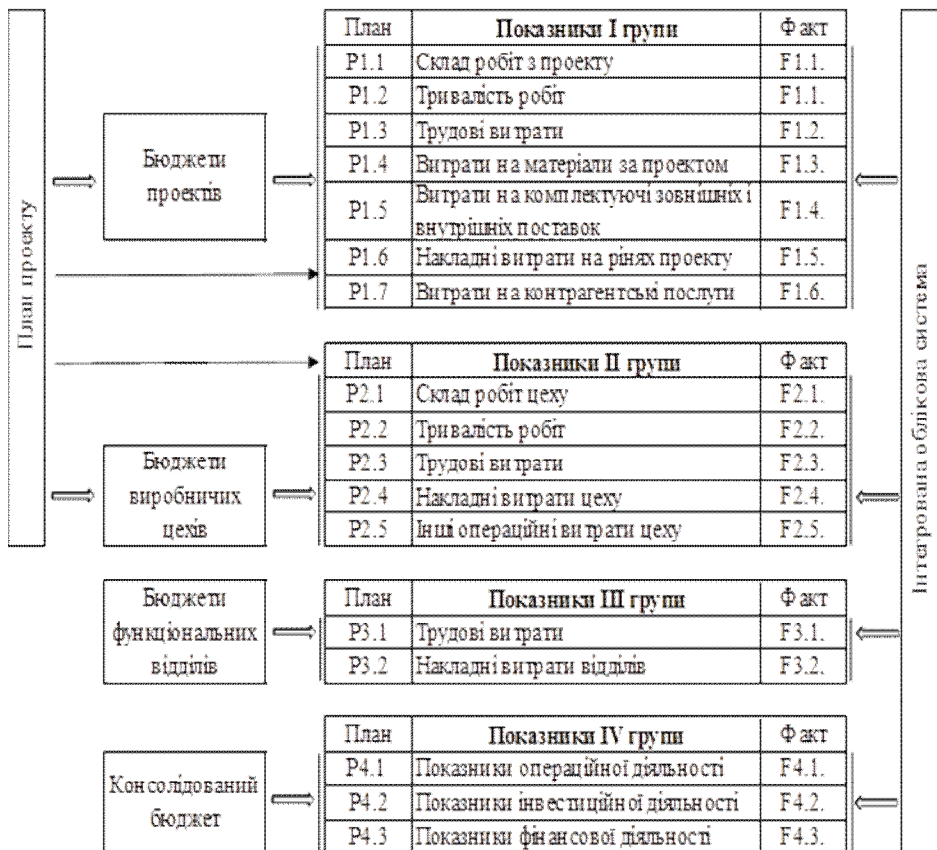 План проекту
Бюджети
проектів
План Показники I групи Факт
P1.1 Склад робіт з проекту F1.1.
P1.2 Тривалість робіт F1.1.
P1.3 Трудові витрати F1.2.
P1.4 Витрати на матеріали за проектом F1.3.
P1.5 Витрати на комплектуючі зовнішніх і
внутрішніх поставок F1.4.
P1.6 Накладні витрати на рінях проекту F1.5.
P1.7 Витрати на контрагентські послуги F1.6.
Бюджети
виробничих
цехів
План Показники II групи Факт
P2.1 Склад робіт цеху F2.1.
P2.2 Тривалість робіт F2.2.
P2.3 Трудові витрати F2.3.
P2.4 Накладні витрати цеху F2.4.
P2.5 Інші операційні витрати цеху F2.5.
Бюджети
функціональних
відділів
План Показники III групи Факт
P3.1 Трудові витрати F3.1.
P3.2 Накладні витрати відділів F3.2.
Консолідований
бюджет
План Показники IV групи Факт
P4.1 Показники операційної діяльності F4.1.
P4.2 Показники інвестиційної діяльності F4.2.
P4.3 Показники фінансової діяльності F4.3.
Інтегрована облікова система